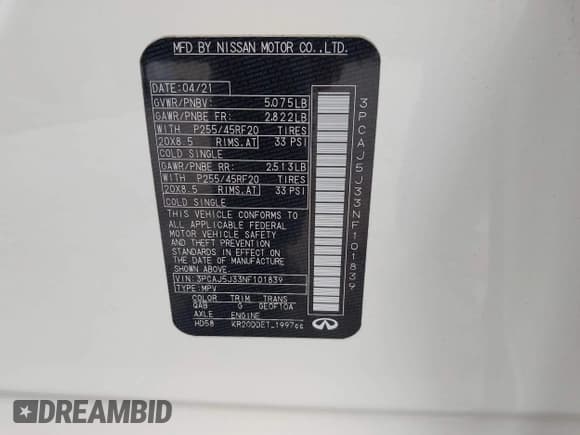 MFD BY NISSAN MOTOR CO.,LTD.
DATE:04/21
GVWR/PNBV: 5,075LB
GAWR/PNBE FR: 2,822LB
WITH P255/45RF20 TIRES
20X8.5 RIMS.AT 33 PSI
COLD SINGLE
GAWR/PNBE RR: 2,513LB
WITH P255/45RF20 TIRES
20X8.5 RIMS.AT 33 PSI
COLD SINGLE
THIS VEHICLE CONFORMS TO
ALL APPLICABLE FEDERAL
MOTOR VEHICLE SAFETY
AND THEFT PREVENTION
STANDARDS IN EFFECT ON
THE DATE OF MANUFACTURE
SHOWN ABOVE.
VIN:3PCAJ5J33NF101839
TYPE:MPV
COLOR TRIM TRANS
QAB G GE0F10A
AXLE ENGINE
HD58 KR20DDET_1997cc
3PCAJ5J33NF101839
INFINITI
DREAMBID